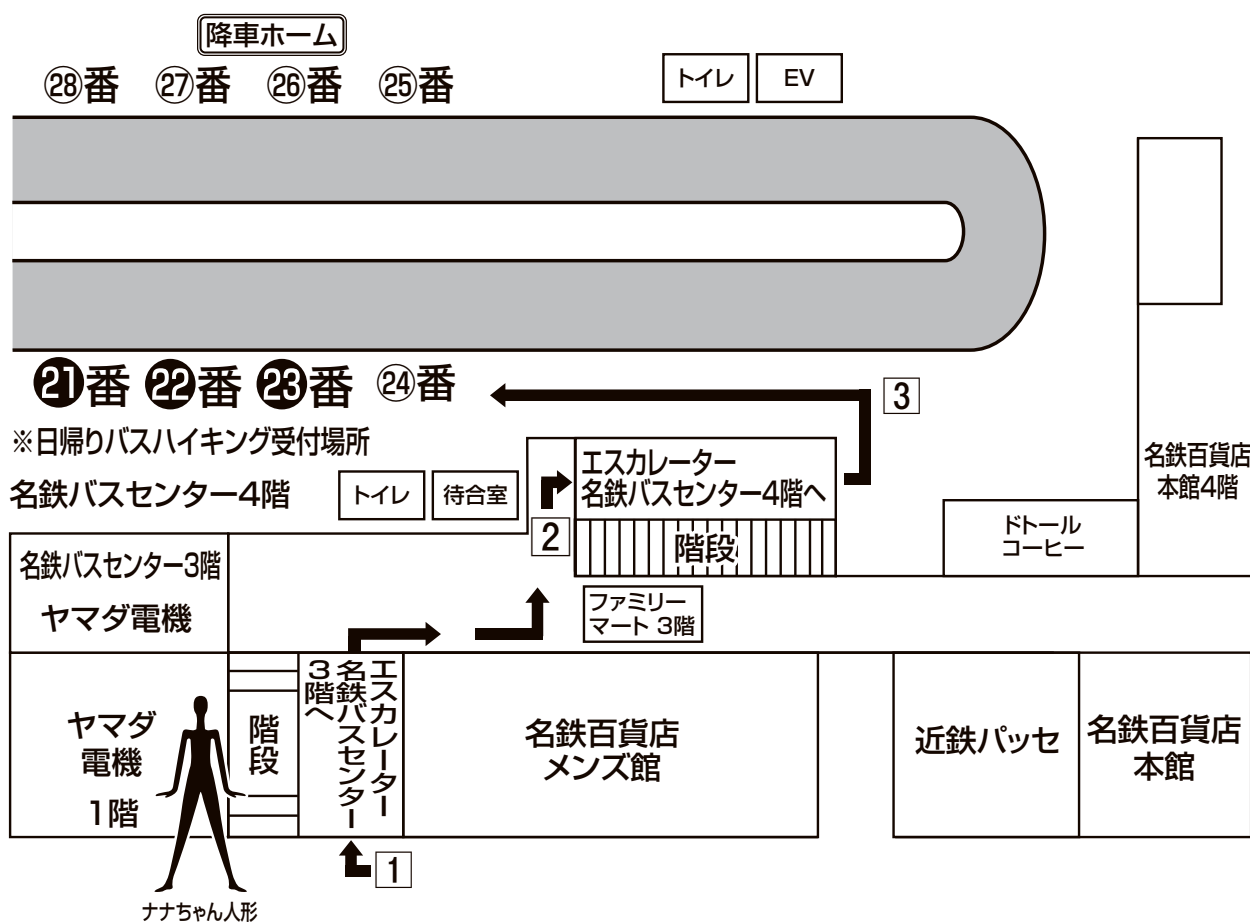 降車ホーム
㉘番 ㉗番 ㉖番 ㉕番
トイレ
EV
㉑番 ㉒番 ㉓番 ㉔番
3
※日帰りバスハイキング受付場所
名鉄バスセンター4階
トイレ
待合室
2
エスカレーター
名鉄バスセンター4階へ
階段
名鉄百貨店
本館4階
ドトール
コーヒー
名鉄バスセンター3階
ヤマダ電機
ファミリー
マート 3階
ヤマダ
電機
1階
階段
エスカレーター
名鉄バスセンター
3階へ
名鉄百貨店
メンズ館
近鉄パッセ
名鉄百貨店
本館
1
ナナちゃん人形